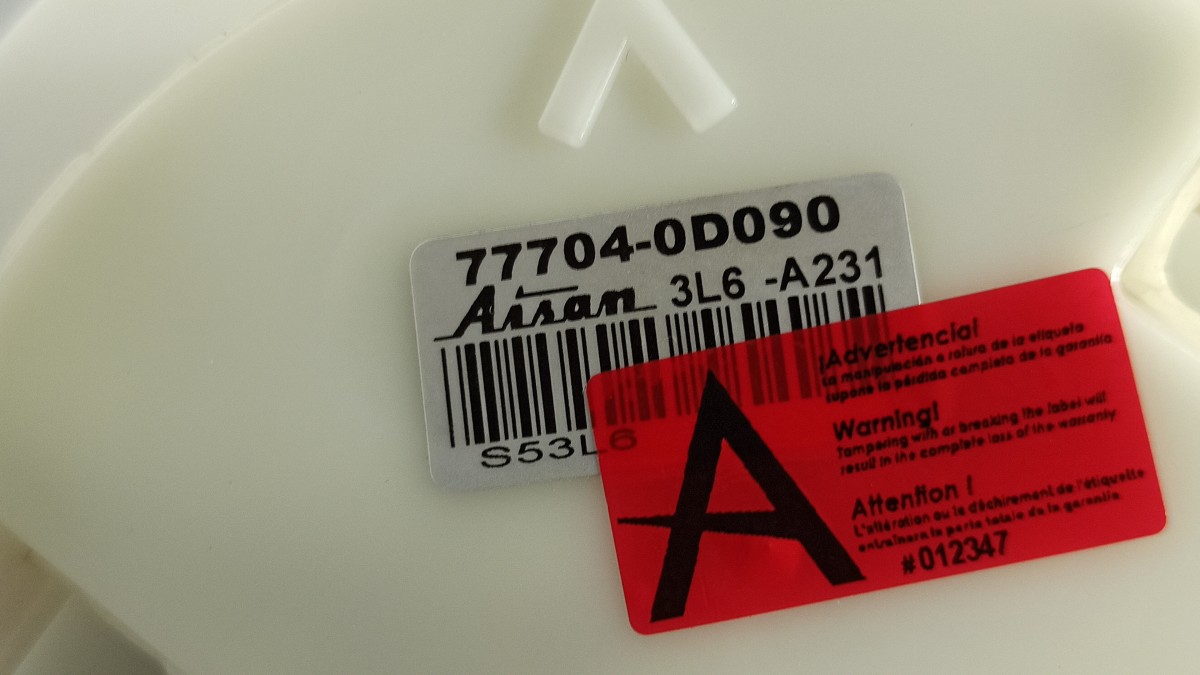 77704-0D090
Aisan 3L6 -A231
S53L6
¡Advertencia!
La manipulación o rotura de la etiqueta
supone la pérdida completa de la garantía
Warning!
Tampering with or breaking the label will
result in the complete loss of the warranty.
Attention !
L'altération ou le déchirement de l'étiquette
entraînera la perte totale de la garantie.
#012347
A